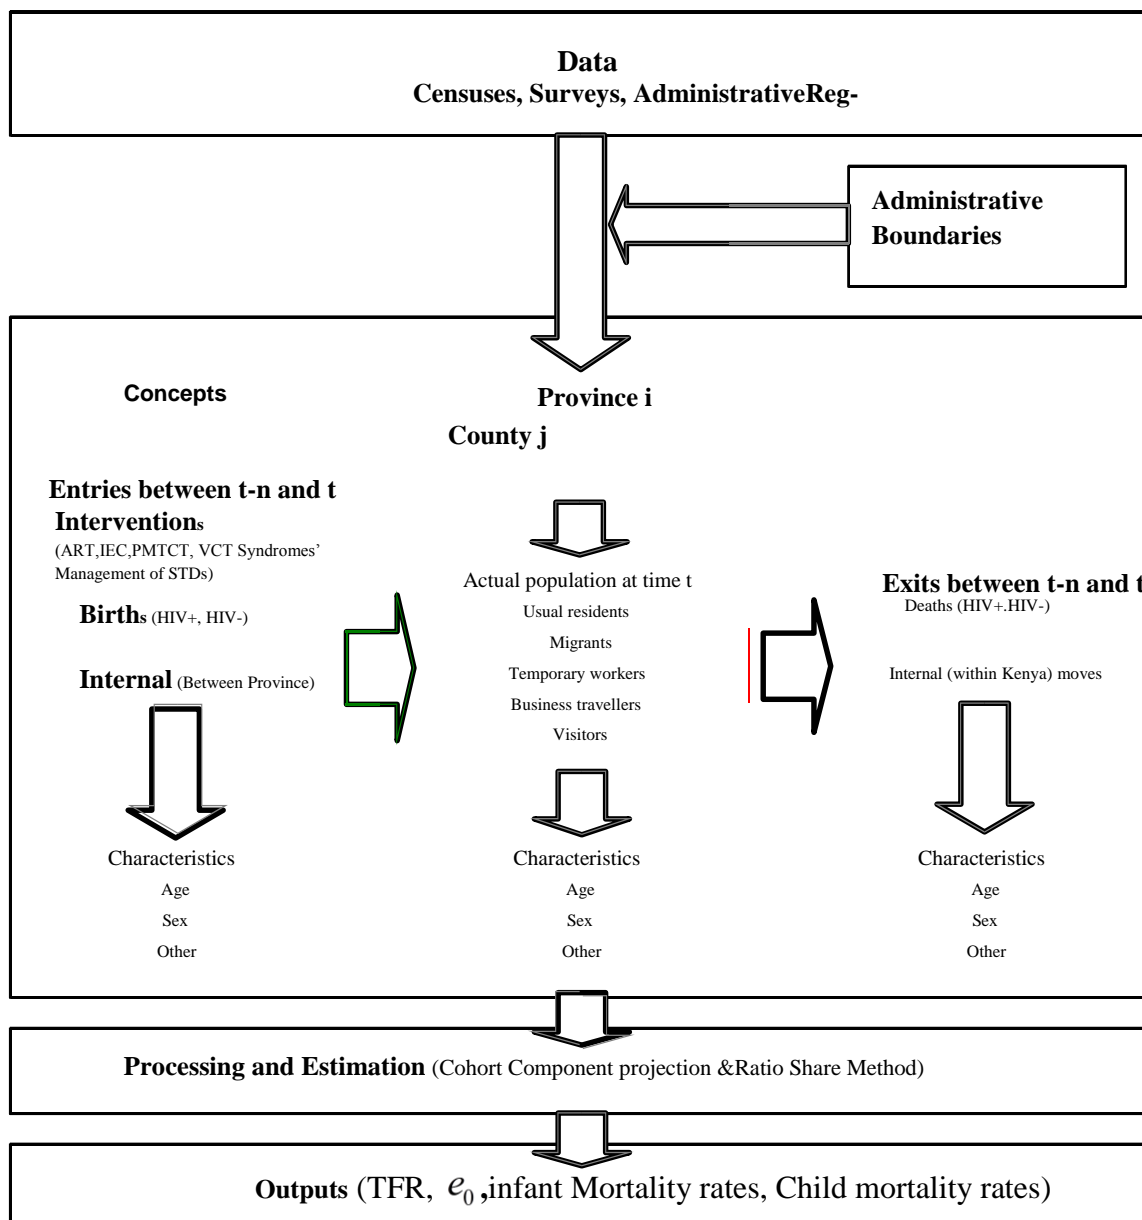 Data
Censuses, Surveys, AdministrativeReg-
Administrative
Boundaries
Concepts
Province i
County j
Entries between t-n and t
Interventions
(ART,IEC,PMTCT, VCT Syndromes’
Management of STDs)
Births (HIV+, HIV-)
Internal (Between Province)
Characteristics
Age
Sex
Other
Actual population at time t
Usual residents
Migrants
Temporary workers
Business travellers
Visitors
Characteristics
Age
Sex
Other
Exits between t-n and t
Deaths (HIV+.HIV-)
Internal (within Kenya) moves
Characteristics
Age
Sex
Other
Processing and Estimation (Cohort Component projection &Ratio Share Method)
Outputs (TFR, e₀ ,infant Mortality rates, Child mortality rates)